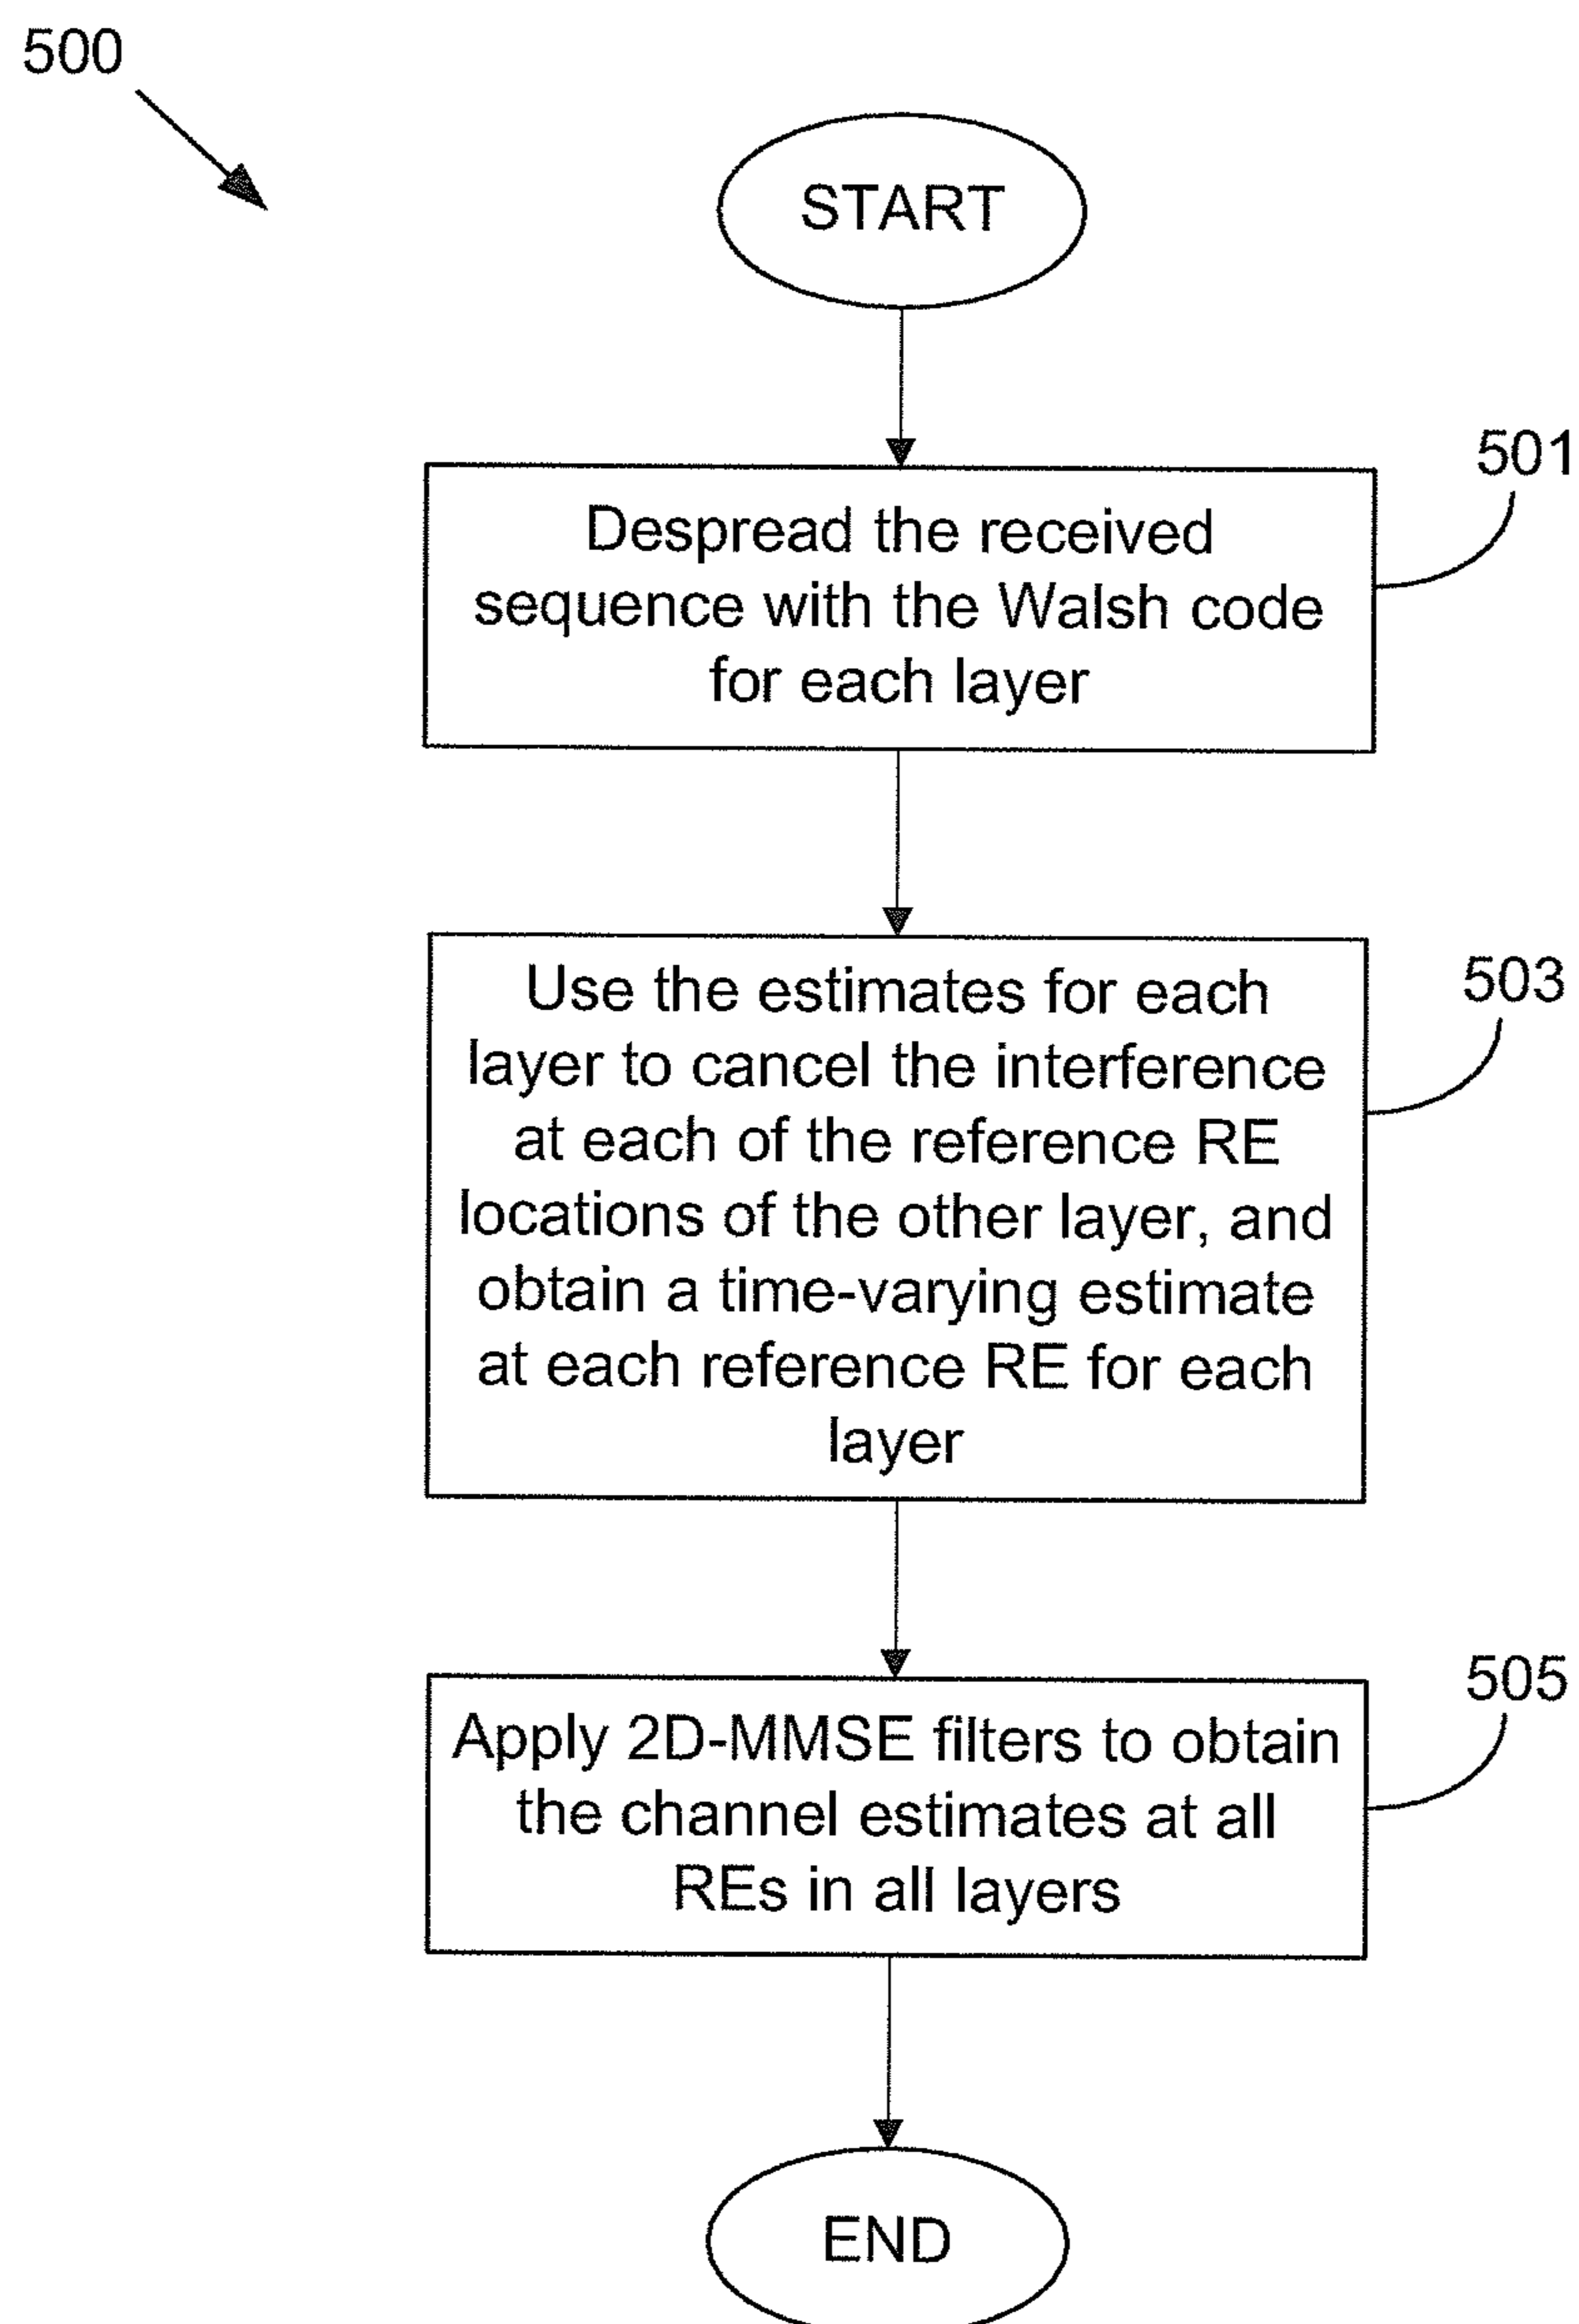 500
START
501
Despread the received
sequence with the Walsh code
for each layer
503
Use the estimates for each
layer to cancel the interference
at each of the reference RE
locations of the other layer, and
obtain a time-varying estimate
at each reference RE for each
layer
505
Apply 2D-MMSE filters to obtain
the channel estimates at all
REs in all layers
END